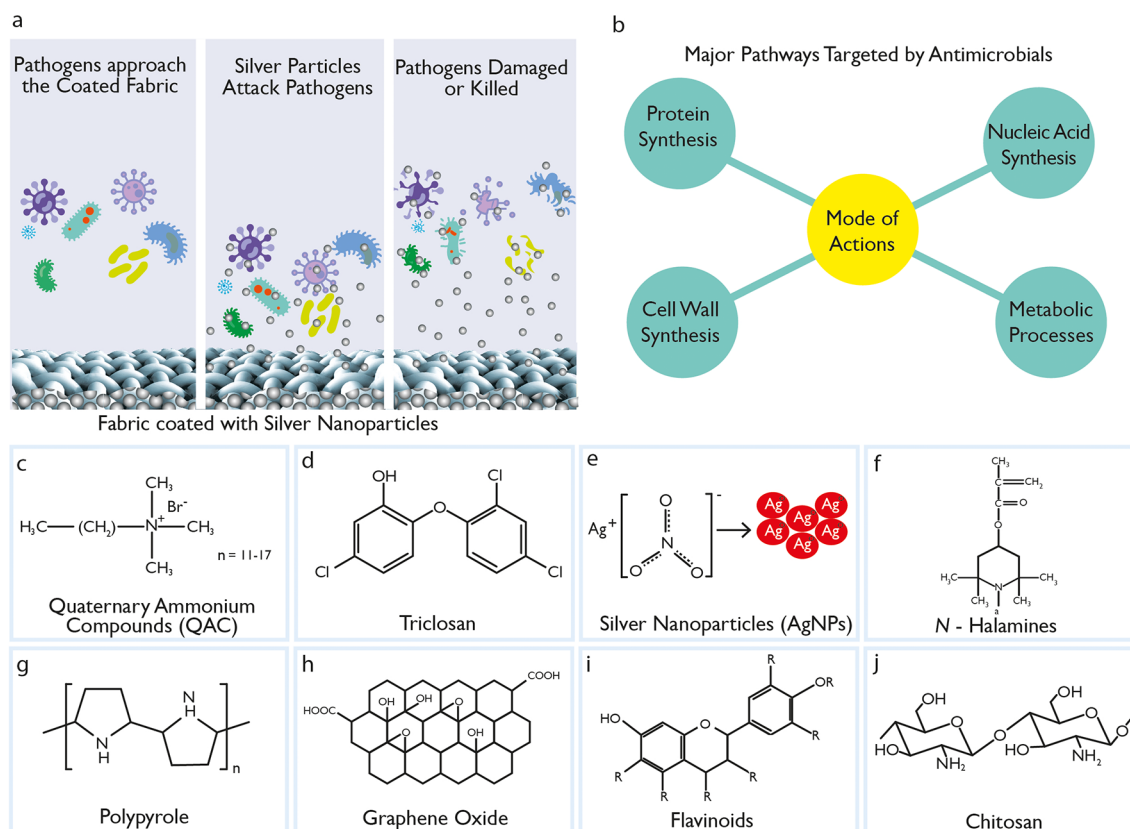 a
Pathogens approach
the Coated Fabric
Silver Particles
Attack Pathogens
Pathogens Damaged
or Killed
Fabric coated with Silver Nanoparticles
b
Major Pathways Targeted by Antimicrobials
Protein
Synthesis
Nucleic Acid
Synthesis
Mode of
Actions
Cell Wall
Synthesis
Metabolic
Processes
c
CH₃
Br⁻
H₃C — (CH₂) — N⁺ — CH₃
CH₃
n = 11-17
Quaternary Ammonium
Compounds (QAC)
d
OH
Cl
O
Cl
Cl
Triclosan
e
Ag⁺ [ N O O O ]⁻
Ag Ag Ag
Ag Ag Ag Ag
Silver Nanoparticles (AgNPs)
f
CH₃
C=CH₂
C=O
O
H₃C CH₃
H₃C N CH₃
a
N - Halamines
g
N
H
N
H
n
Polypyrole
h
COOH
OH OH O
HOOC
O OH
Graphene Oxide
i
R
OR
HO O
R
R R R R
Flavinoids
j
OH
OH
O O
O O
HO HO
NH₂ NH₂
Chitosan